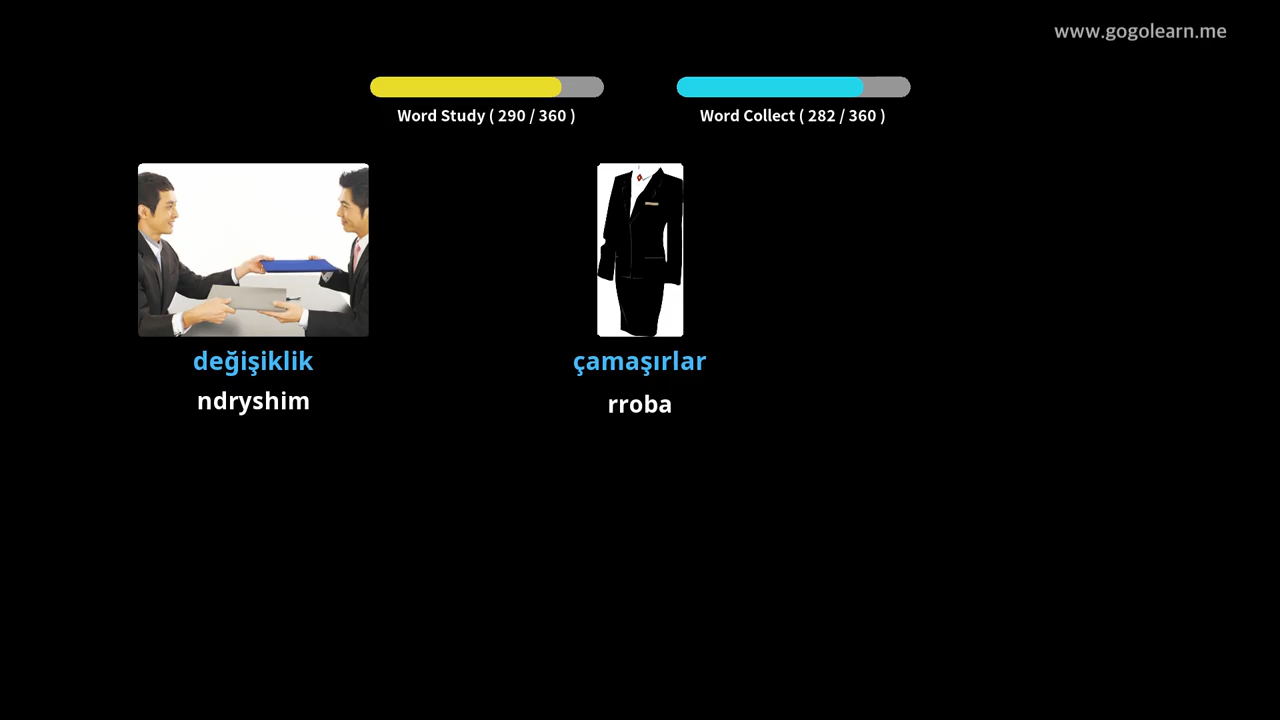 www.gogolearn.me
Word Study ( 290 / 360 )
Word Collect ( 282 / 360 )
değişiklik
ndryshim
çamaşırlar
rroba